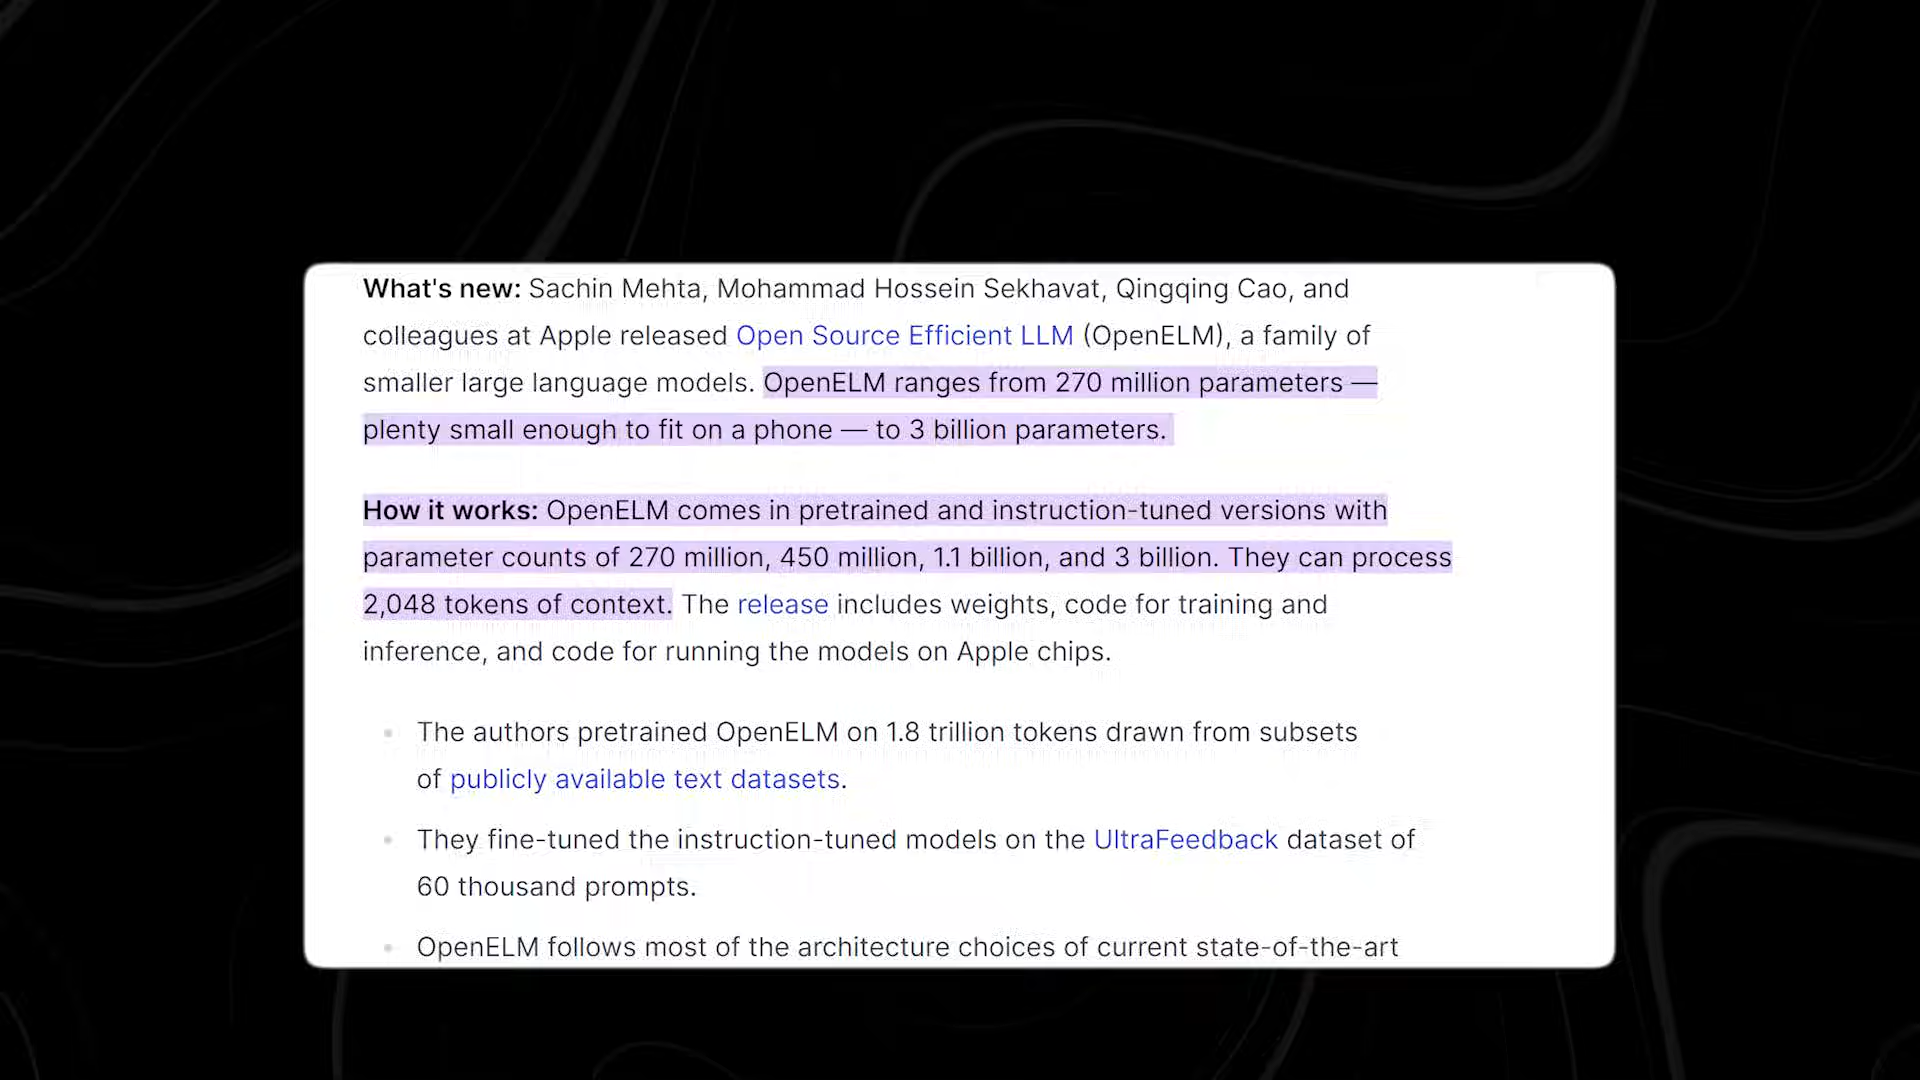 What's new: Sachin Mehta, Mohammad Hossein Sekhavat, Qingqing Cao, and
colleagues at Apple released Open Source Efficient LLM (OpenELM), a family of
smaller large language models. OpenELM ranges from 270 million parameters —
plenty small enough to fit on a phone — to 3 billion parameters.
How it works: OpenELM comes in pretrained and instruction-tuned versions with
parameter counts of 270 million, 450 million, 1.1 billion, and 3 billion. They can process
2,048 tokens of context. The release includes weights, code for training and
inference, and code for running the models on Apple chips.
• The authors pretrained OpenELM on 1.8 trillion tokens drawn from subsets
of publicly available text datasets.
• They fine-tuned the instruction-tuned models on the UltraFeedback dataset of
60 thousand prompts.
• OpenELM follows most of the architecture choices of current state-of-the-art